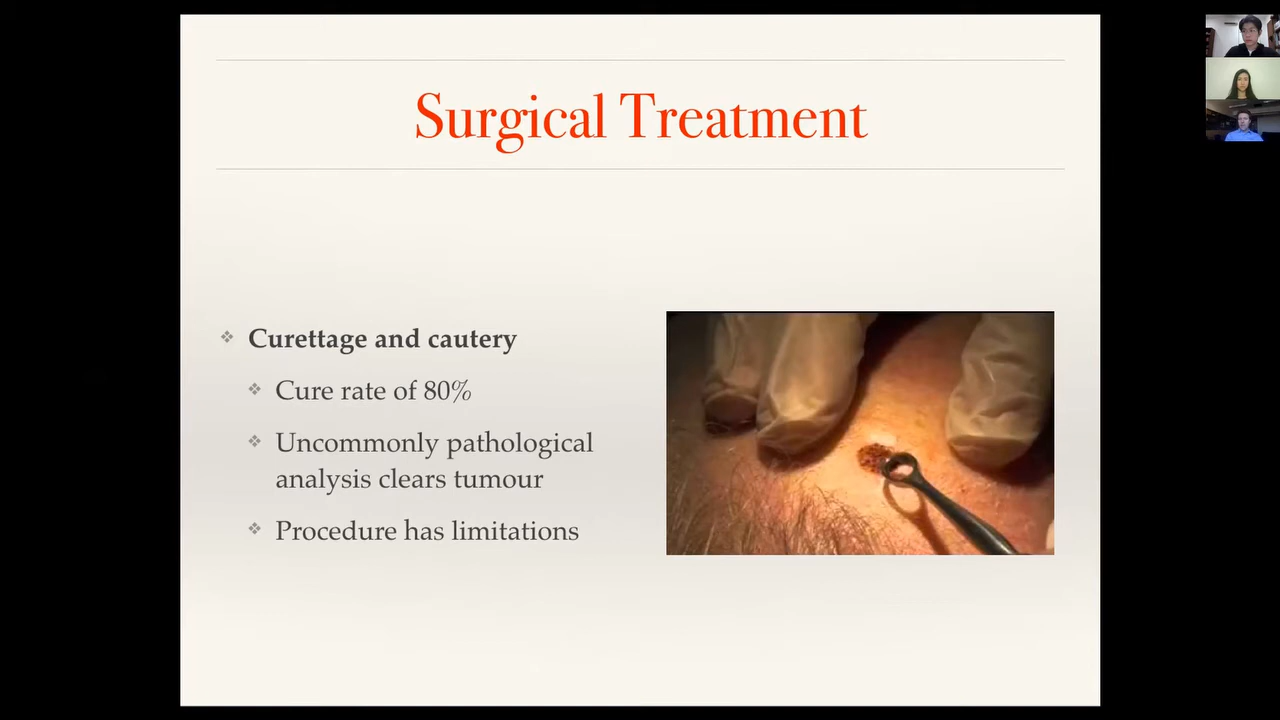 Surgical Treatment
Curettage and cautery
Cure rate of 80%
Uncommonly pathological
analysis clears tumour
Procedure has limitations